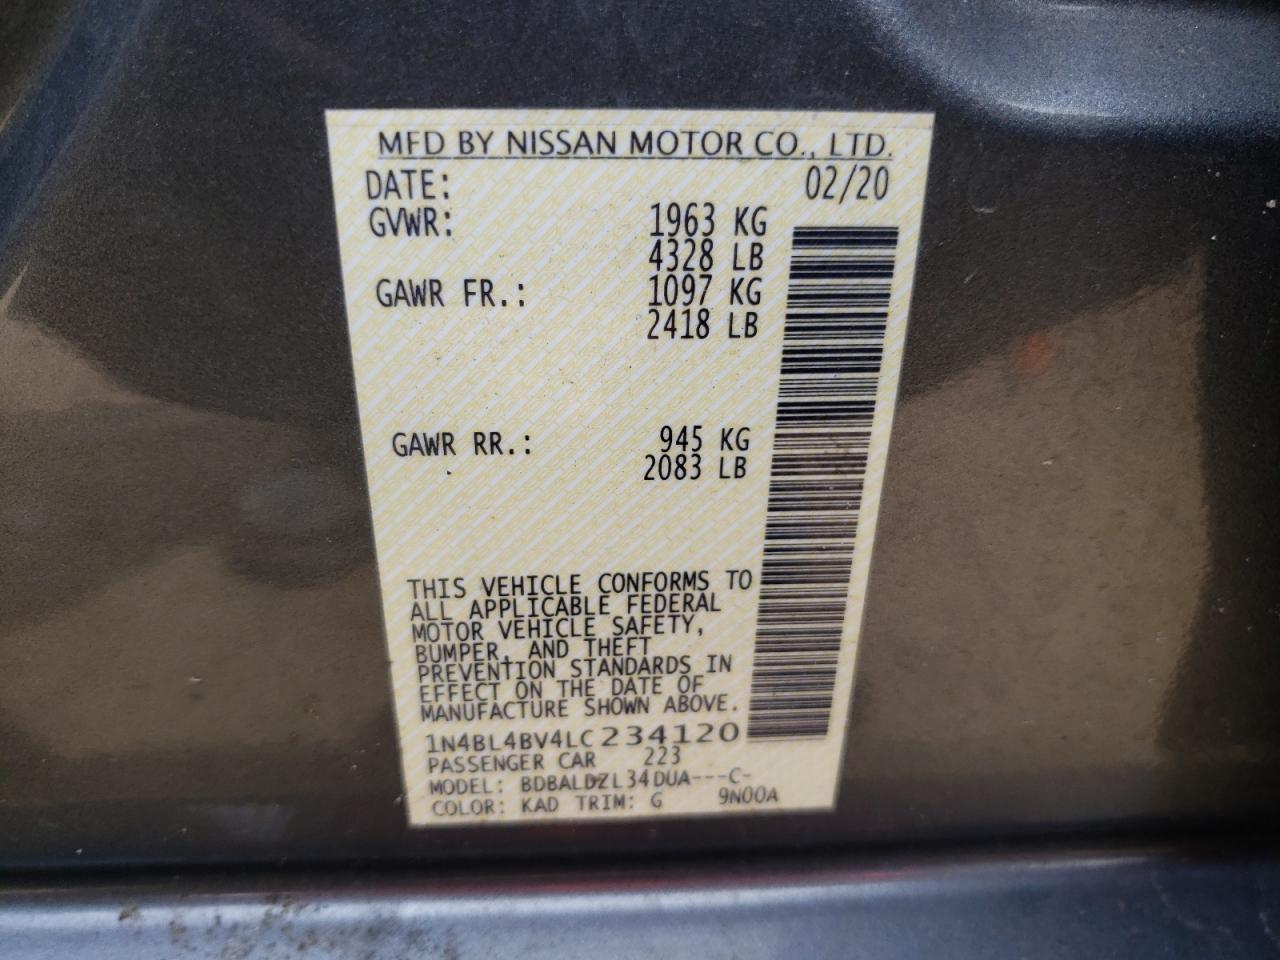 MFD BY NISSAN MOTOR CO., LTD.
DATE: 02/20
GVWR: 1963 KG
4328 LB
GAWR FR.: 1097 KG
2418 LB
GAWR RR.: 945 KG
2083 LB
THIS VEHICLE CONFORMS TO
ALL APPLICABLE FEDERAL
MOTOR VEHICLE SAFETY,
BUMPER, AND THEFT
PREVENTION STANDARDS IN
EFFECT ON THE DATE OF
MANUFACTURE SHOWN ABOVE.
1N4BL4BV4LC234120
PASSENGER CAR 223
MODEL: BDBALDZL34DUA---C-
COLOR: KAD TRIM: G 9N00A